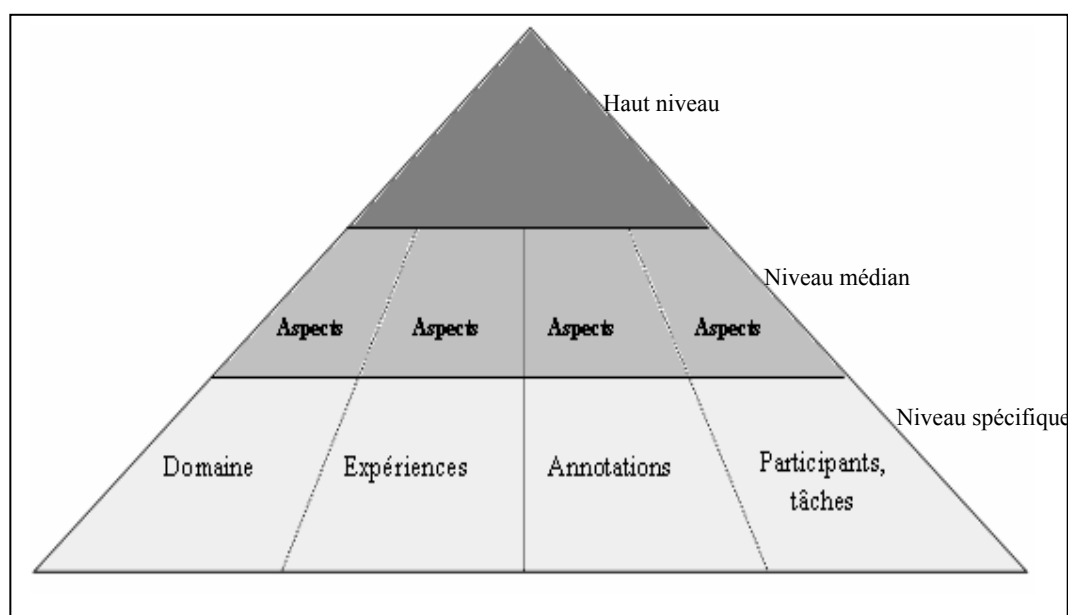 Haut niveau
Niveau médian
Aspects Aspects Aspects Aspects
Niveau spécifique
Domaine Expériences Annotations Participants,
tâches